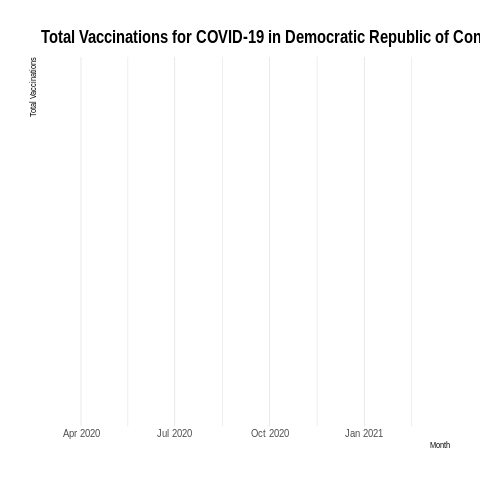 Total Vaccinations for COVID-19 in Democratic Republic of Con
Total Vaccinations
Apr 2020 Jul 2020 Oct 2020 Jan 2021
Month